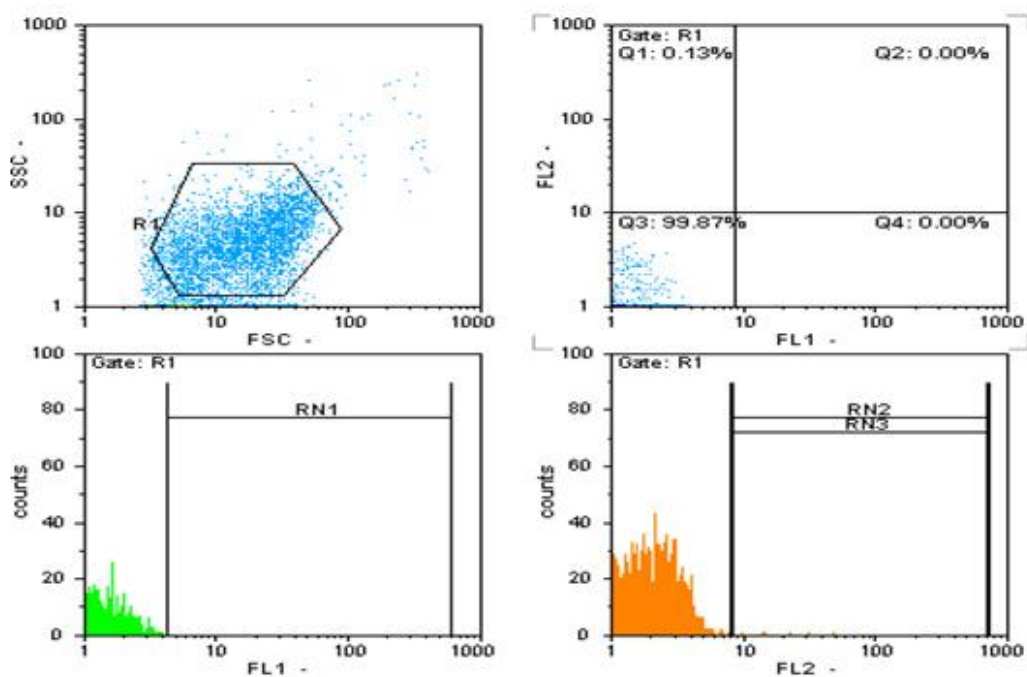 1000
100
10
1
SSC -
R1
1 10 100 1000
FSC -
Gate: R1
Q1: 0.13% Q2: 0.00%
Q3: 99.87% Q4: 0.00%
1000
100
10
1
FL2 -
1 10 100 1000
FL1 -
Gate: R1
RN1
100
80
60
40
20
0
counts
1 10 100 1000
FL1 -
Gate: R1
RN2
RN3
100
80
60
40
20
0
counts
1 10 100 1000
FL2 -